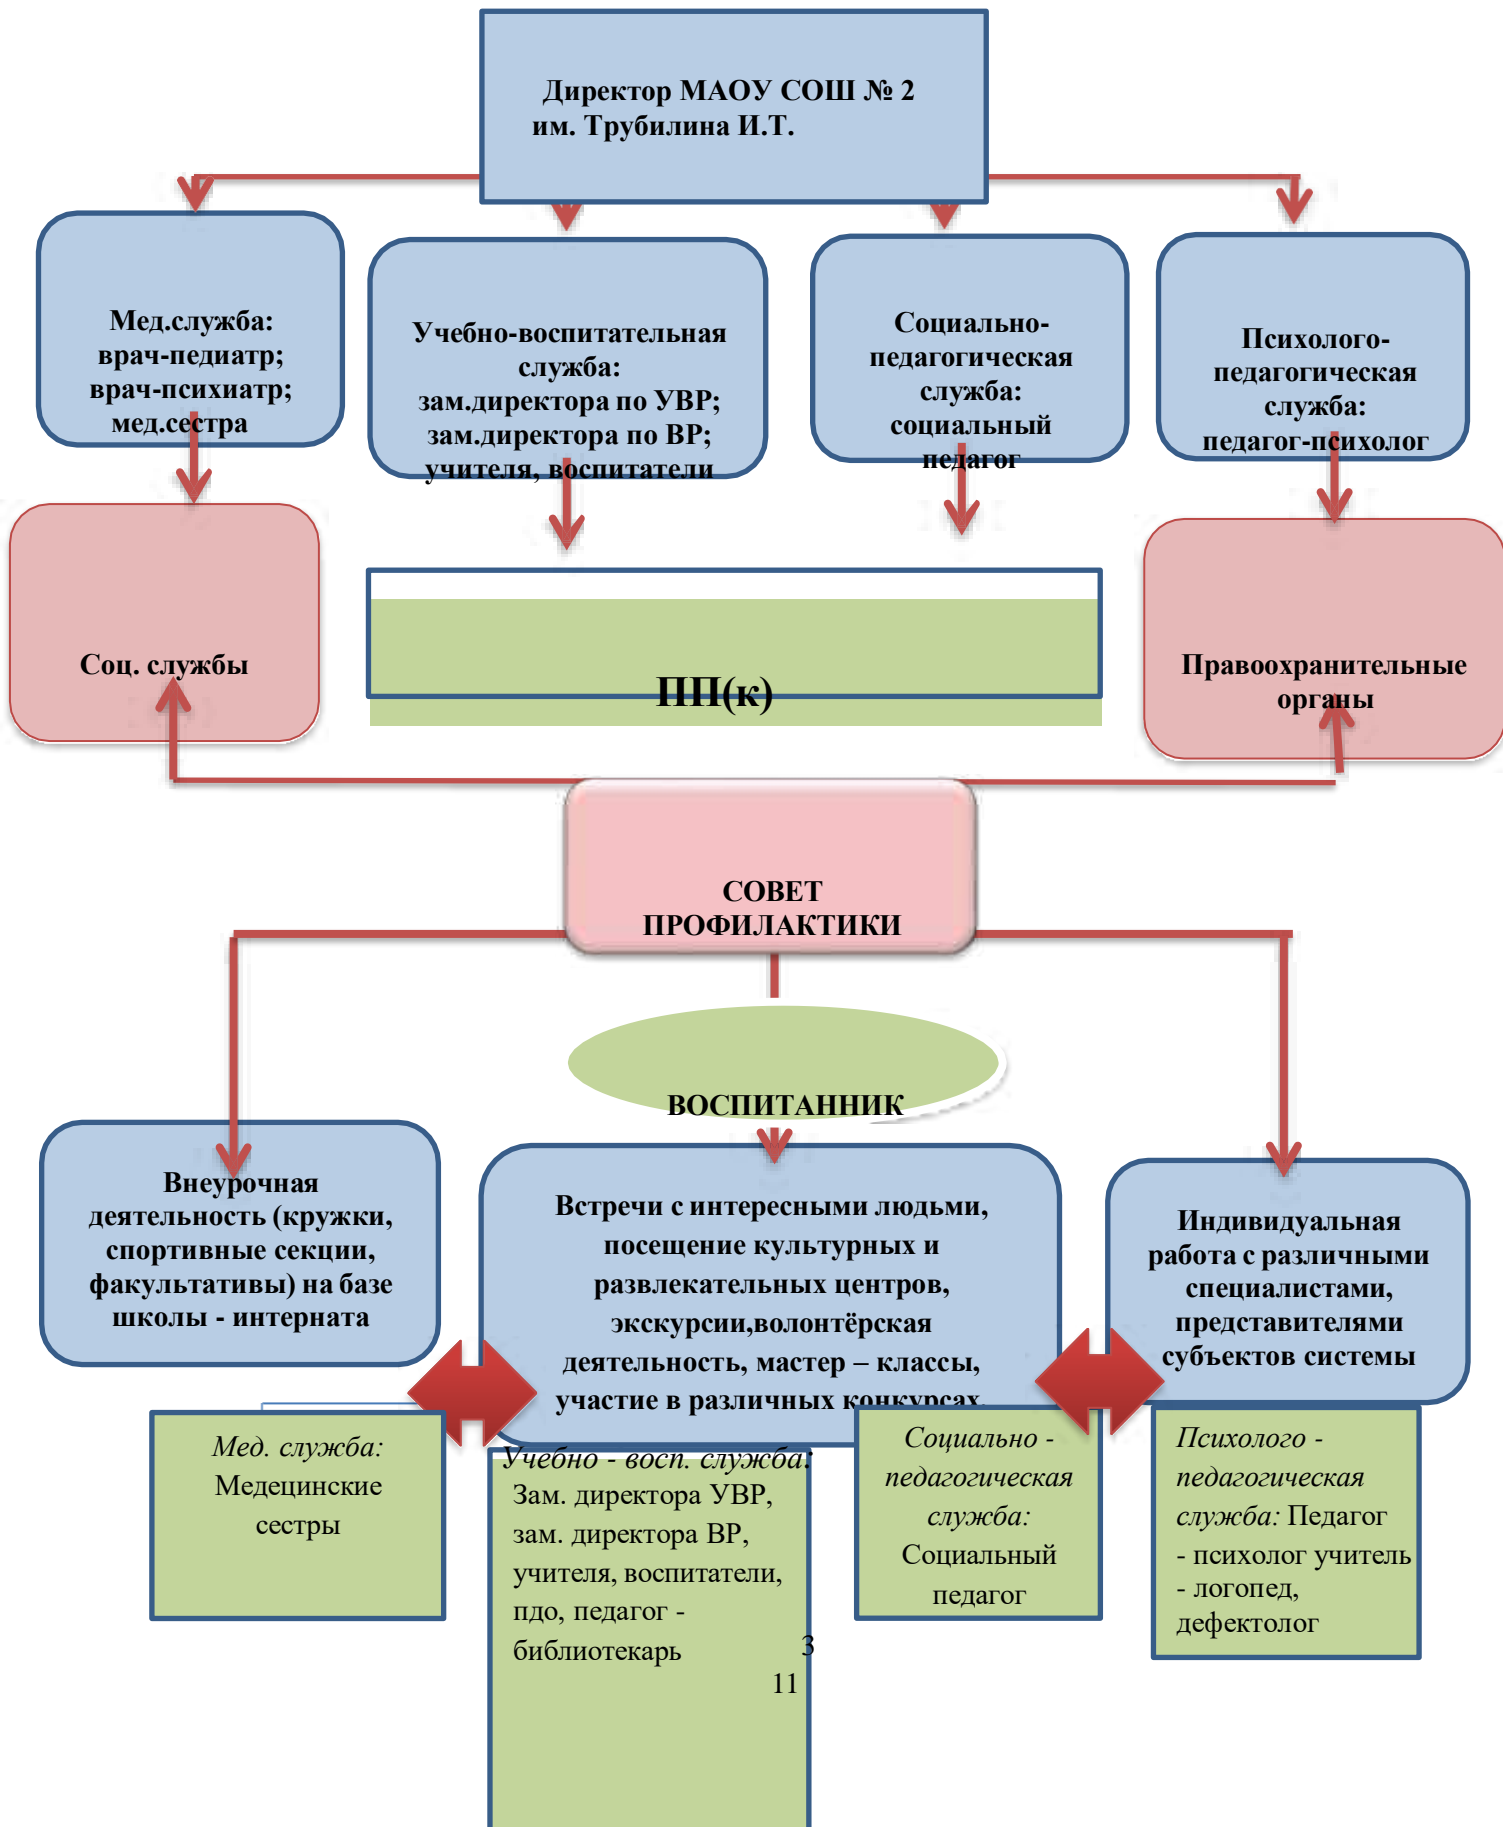 Директор МАОУ СОШ № 2
им. Трубилина И.Т.
Мед.служба:
врач-педиатр;
врач-психиатр;
мед.сестра
Учебно-воспитательная
служба:
зам.директора по УВР;
зам.директора по ВР;
учителя, воспитатели
Социально-
педагогическая
служба:
социальный
педагог
Психолого-
педагогическая
служба:
педагог-психолог
Соц. службы
ПП(к)
Правоохранительные
органы
СОВЕТ
ПРОФИЛАКТИКИ
ВОСПИТАННИК
Внеурочная
деятельность (кружки,
спортивные секции,
факультативы) на базе
школы - интерната
Встречи с интересными людьми,
посещение культурных и
развлекательных центров,
экскурсии,волонтёрская
деятельность, мастер – классы,
участие в различных конкурсах.
Индивидуальная
работа с различными
специалистами,
представителями
субъектов системы
Мед. служба:
Медецинские
сестры
Учебно - восп. служба:
Зам. директора УВР,
зам. директора ВР,
учителя, воспитатели,
пдо, педагог -
библиотекарь
3
11
Социально -
педагогическая
служба:
Социальный
педагог
Психолого -
педагогическая
служба: Педагог
- психолог учитель
- логопед,
дефектолог